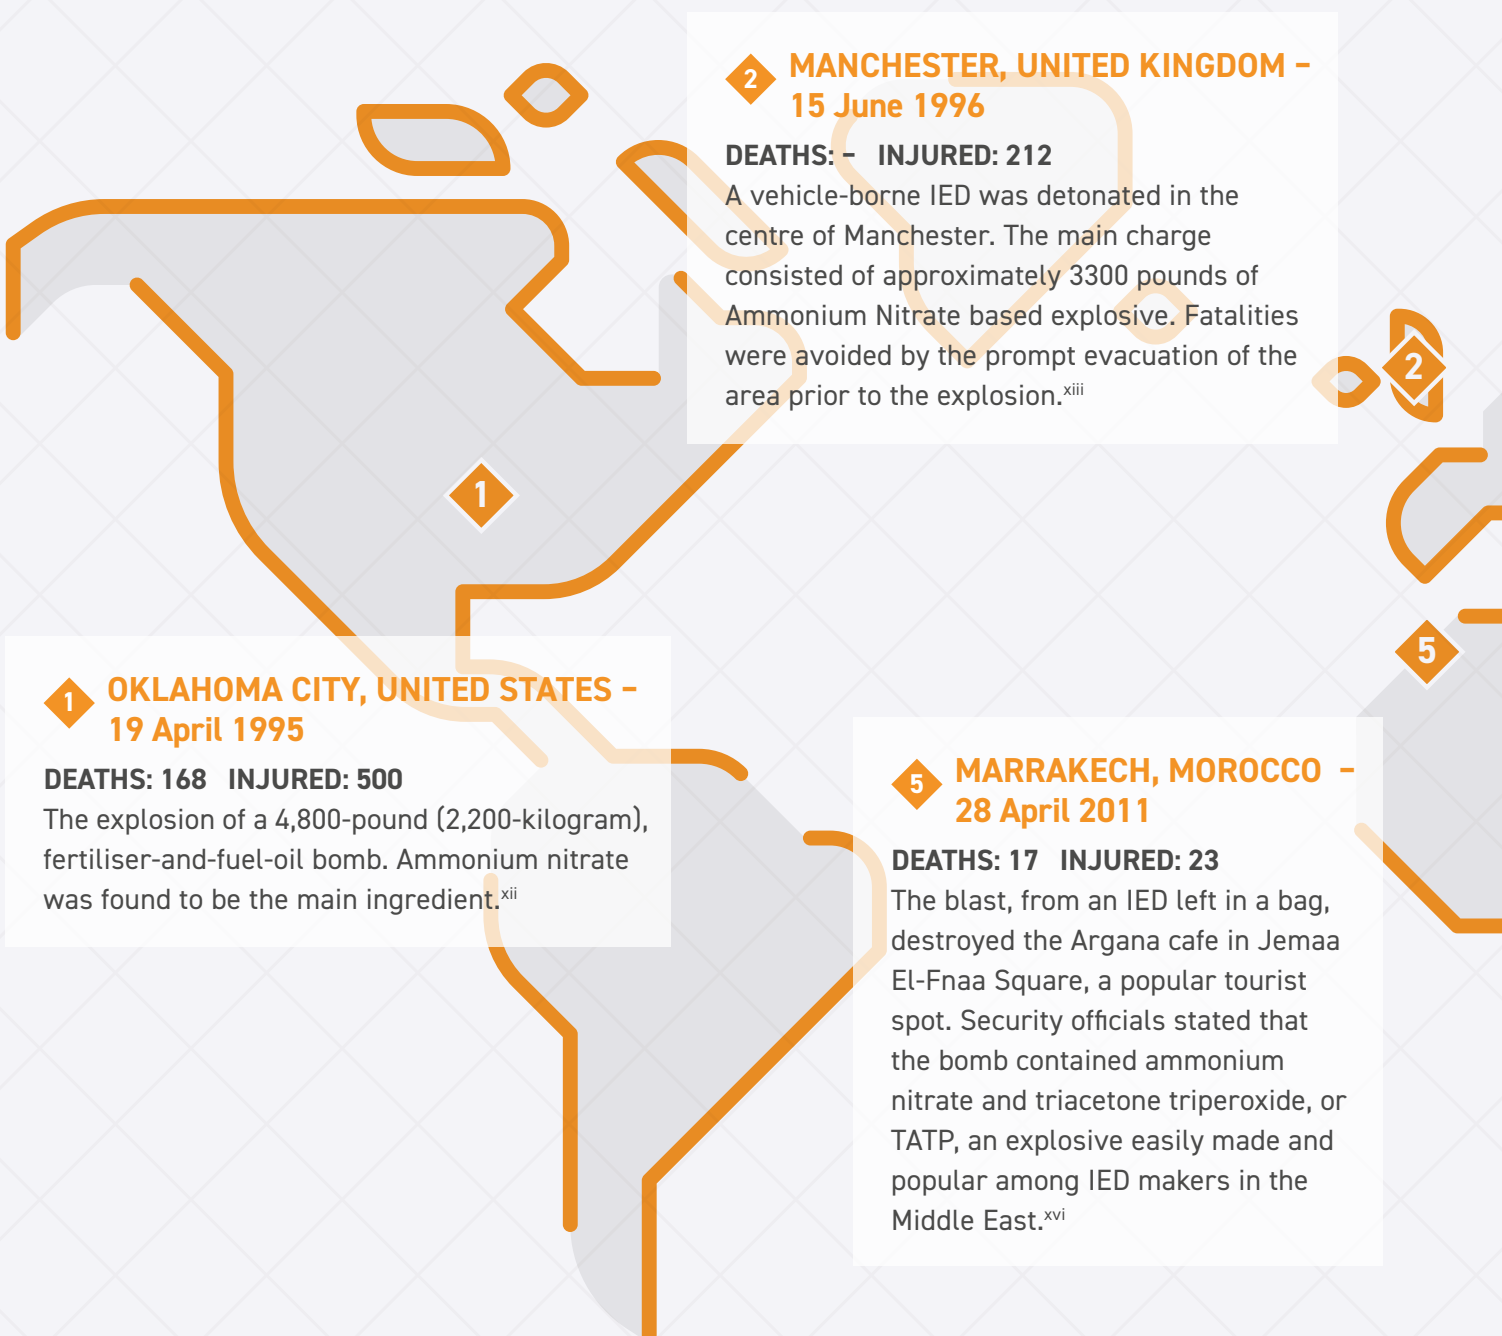 2 MANCHESTER, UNITED KINGDOM –
15 June 1996
DEATHS: – INJURED: 212
A vehicle-borne IED was detonated in the
centre of Manchester. The main charge
consisted of approximately 3300 pounds of
Ammonium Nitrate based explosive. Fatalities
were avoided by the prompt evacuation of the
area prior to the explosion.xiii
2
1
5
1 OKLAHOMA CITY, UNITED STATES –
19 April 1995
DEATHS: 168 INJURED: 500
The explosion of a 4,800-pound (2,200-kilogram),
fertiliser-and-fuel-oil bomb. Ammonium nitrate
was found to be the main ingredient.xii
5 MARRAKECH, MOROCCO –
28 April 2011
DEATHS: 17 INJURED: 23
The blast, from an IED left in a bag,
destroyed the Argana cafe in Jemaa
El-Fnaa Square, a popular tourist
spot. Security officials stated that
the bomb contained ammonium
nitrate and triacetone triperoxide, or
TATP, an explosive easily made and
popular among IED makers in the
Middle East.xvi